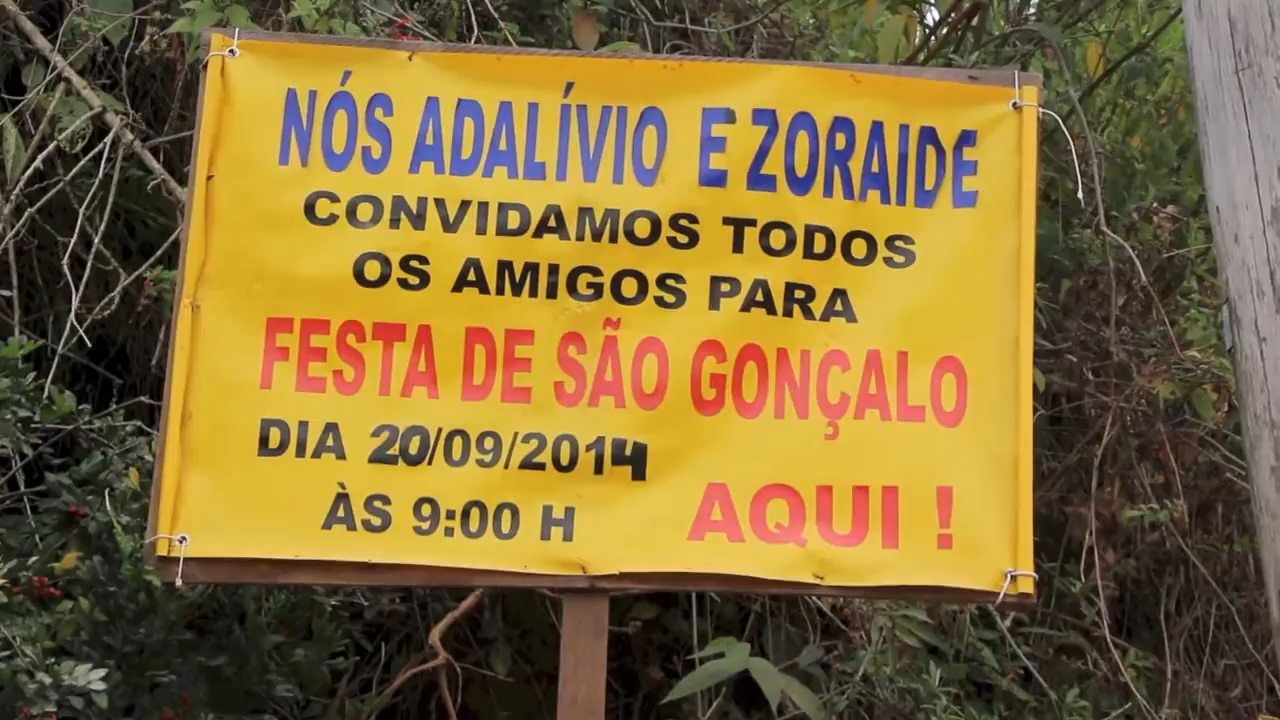 NÓS ADALÍVIO E ZORAIDE
CONVIDAMOS TODOS
OS AMIGOS PARA
FESTA DE SÃO GONÇALO
DIA 20/09/2014
ÀS 9:00 H
AQUI !